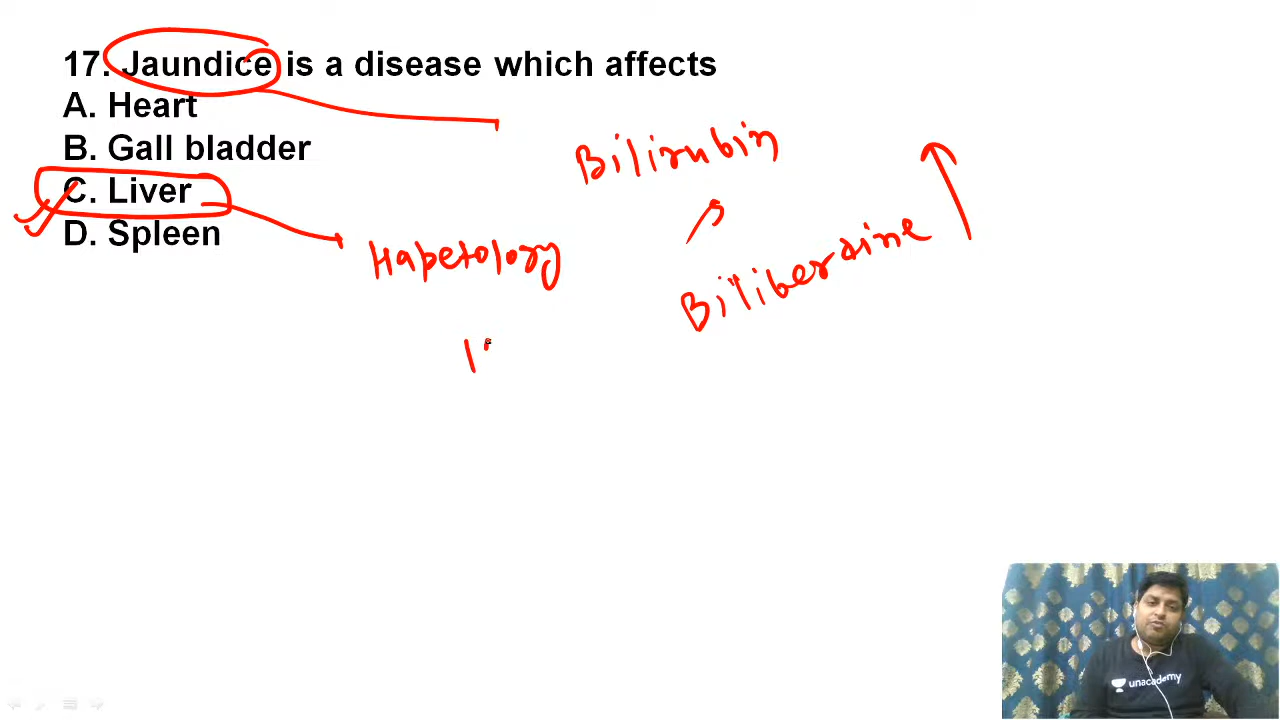 17. Jaundice is a disease which affects
A. Heart
B. Gall bladder
C. Liver
D. Spleen
Bilirubin
Hapetology
Biliberdine
unacademy